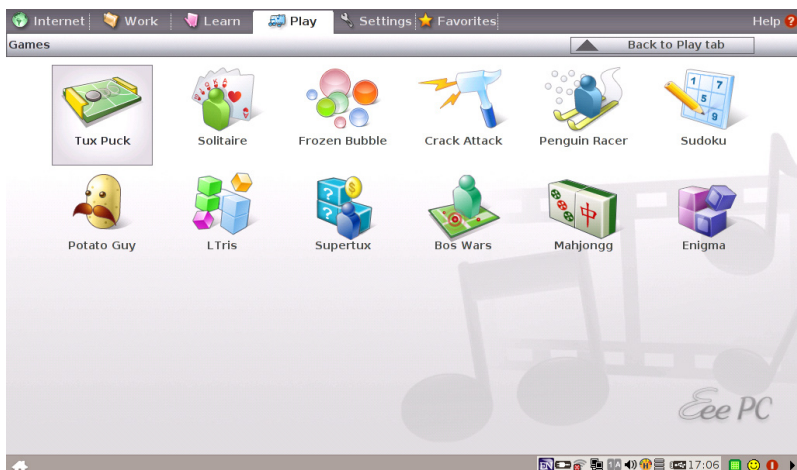 Internet Work Learn Play Settings Favorites Help ?
Games Back to Play tab
Tux Puck Solitaire Frozen Bubble Crack Attack Penguin Racer Sudoku
Potato Guy LTris Supertux Bos Wars Mahjongg Enigma
Eee PC
17:06